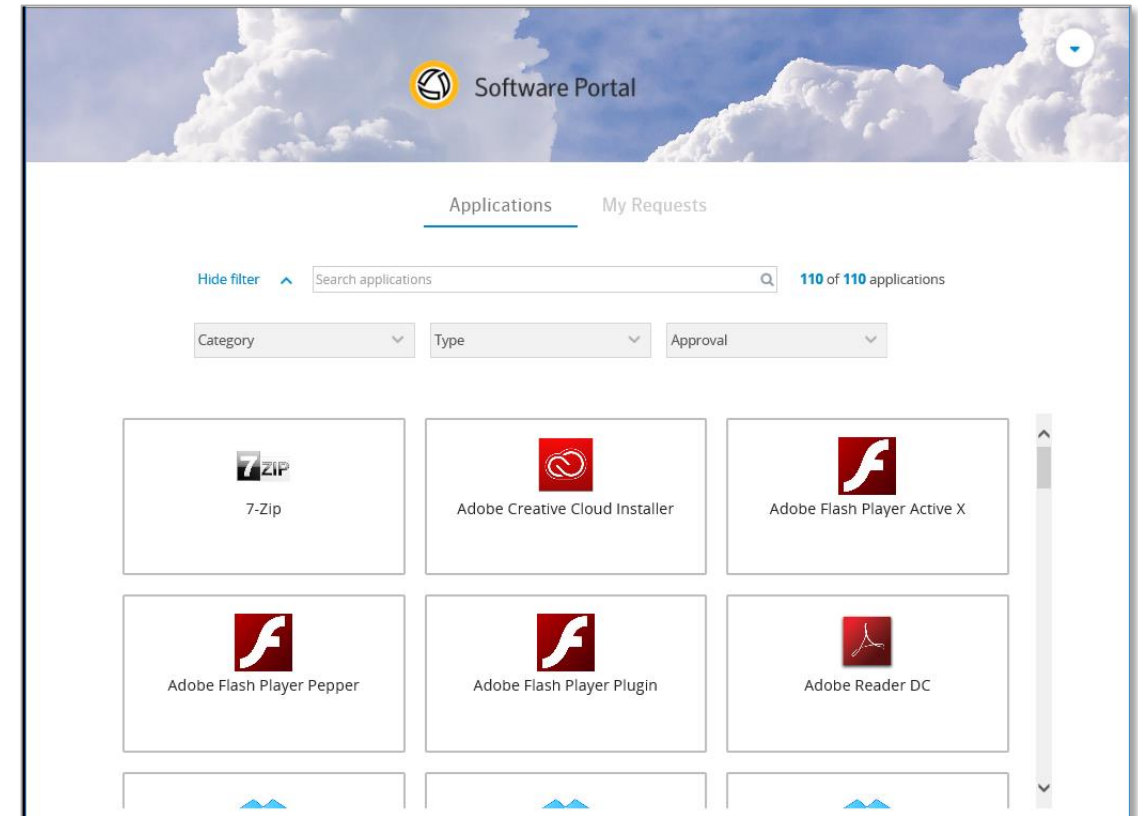 Software Portal
Applications My Requests
Hide filter Search applications 110 of 110 applications
Category Type Approval
7 ZIP
7-Zip Adobe Creative Cloud Installer Adobe Flash Player Active X
Adobe Flash Player Pepper Adobe Flash Player Plugin Adobe Reader DC